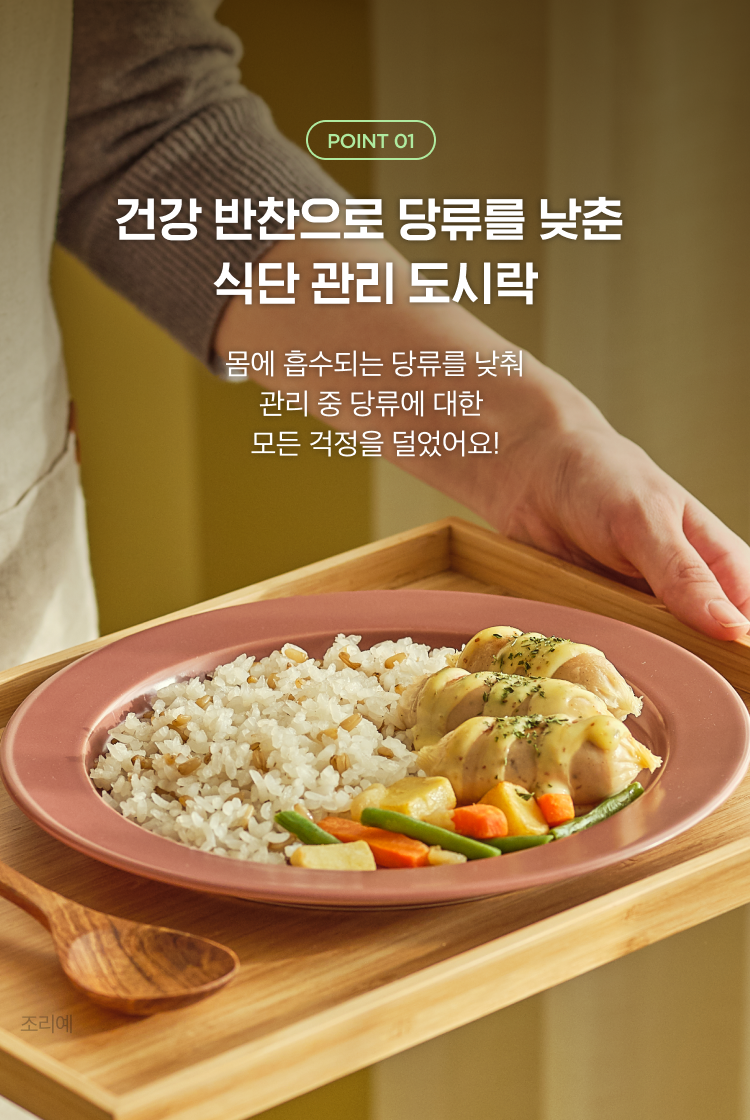 POINT 01
건강 반찬으로 당류를 낮춘
식단 관리 도시락
몸에 흡수되는 당류를 낮춰
관리 중 당류에 대한
모든 걱정을 덜었어요!
조리예